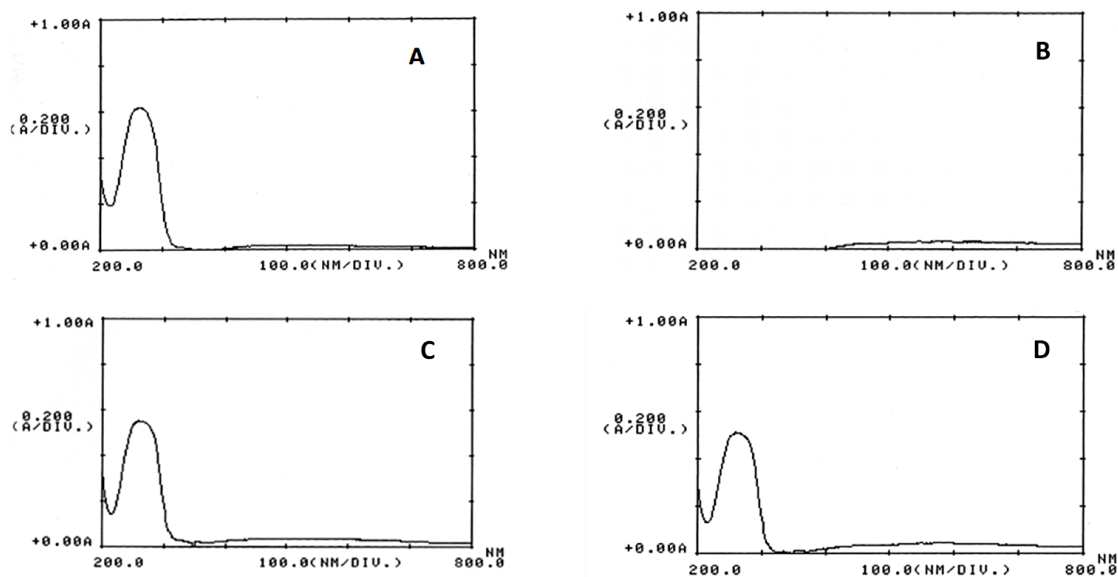 +1.00A
A
0.200
(A/DIV.)
+0.00A
NM
200.0
100.0(NM/DIV.)
800.0
+1.00A
B
0.200
(A/DIV.)
+0.00A
NM
200.0
100.0(NM/DIV.)
800.0
+1.00A
C
0.200
(A/DIV.)
+0.00A
NM
200.0
100.0(NM/DIV.)
800.0
+1.00A
D
0.200
(A/DIV.)
+0.00A
NM
200.0
100.0(NM/DIV.)
800.0